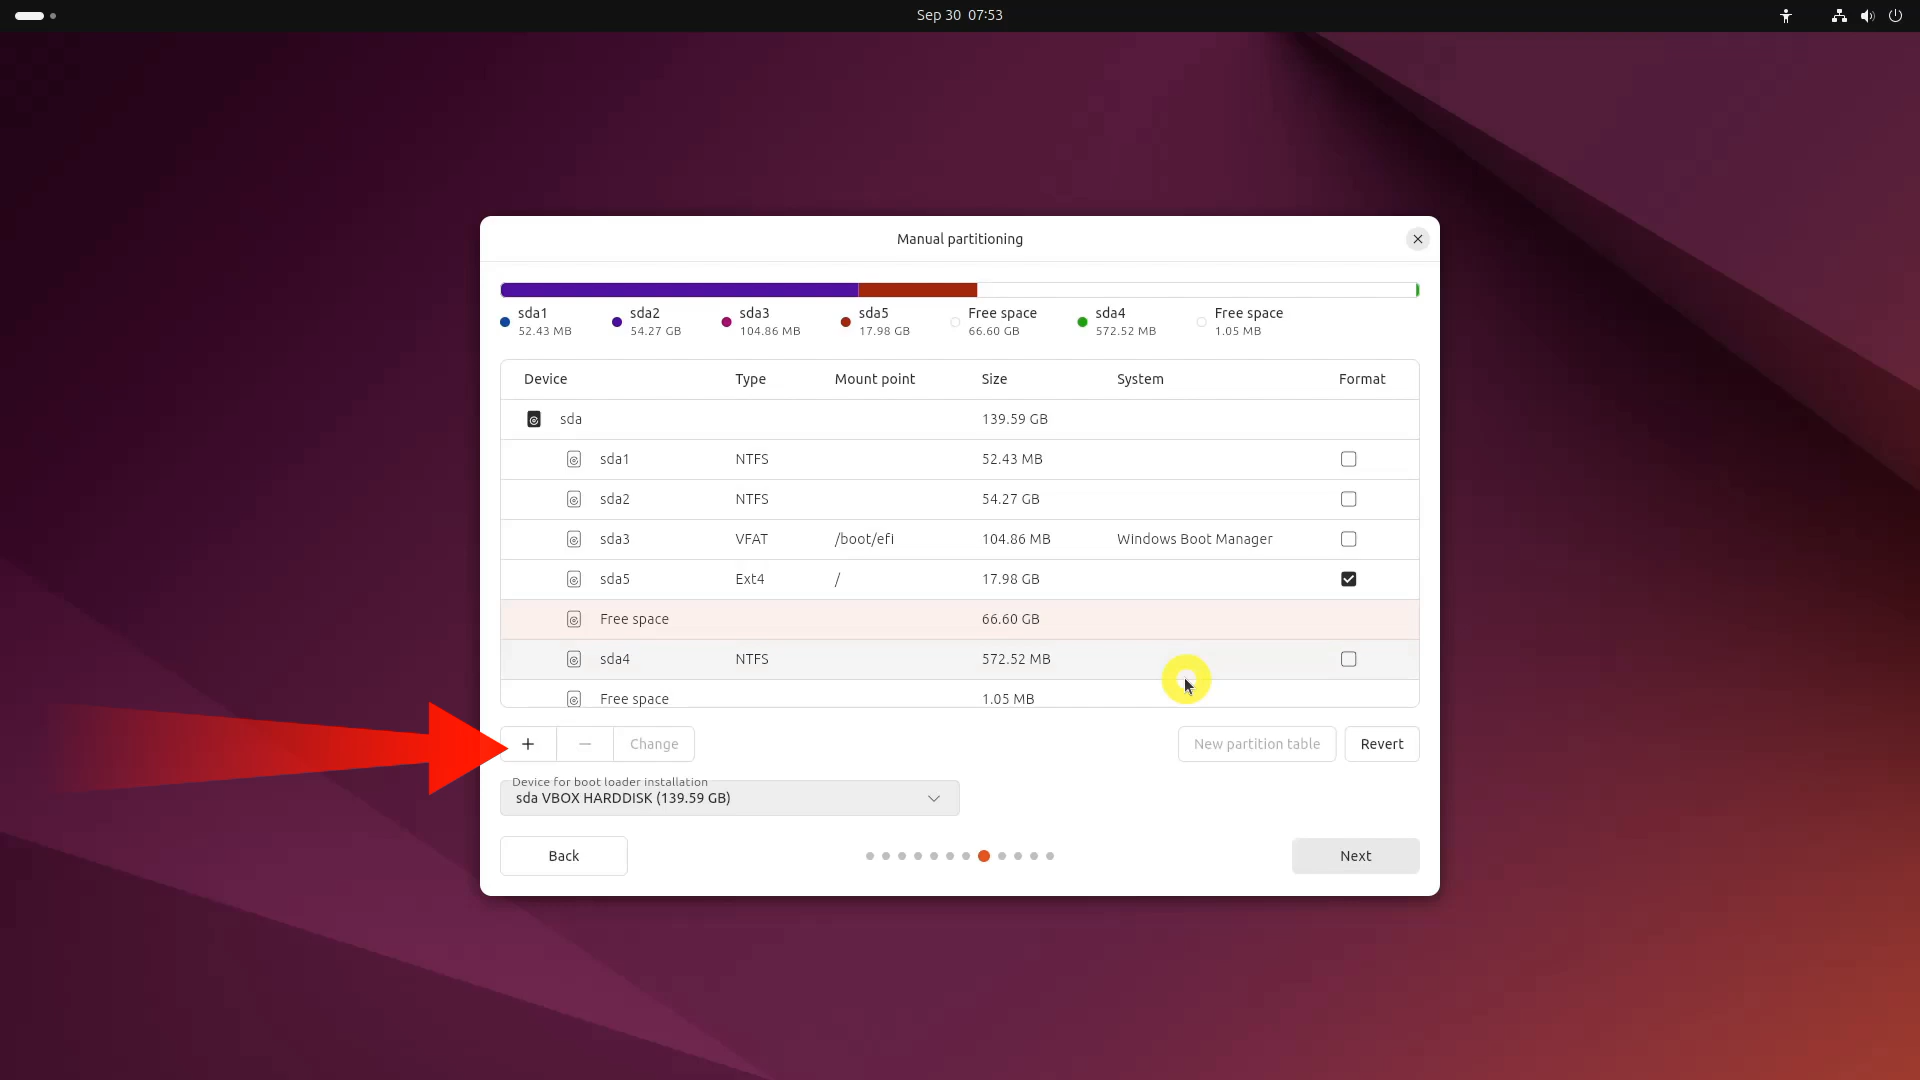 Sep 30 07:53
Manual partitioning
sda1
52.43 MB
sda2
54.27 GB
sda3
104.86 MB
sda5
17.98 GB
Free space
66.60 GB
sda4
572.52 MB
Free space
1.05 MB
Device Type Mount point Size System Format
sda 139.59 GB
sda1 NTFS 52.43 MB
sda2 NTFS 54.27 GB
sda3 VFAT /boot/efi 104.86 MB Windows Boot Manager
sda5 Ext4 / 17.98 GB
Free space 66.60 GB
sda4 NTFS 572.52 MB
Free space 1.05 MB
+ − Change New partition table Revert
Device for boot loader installation
sda VBOX HARDDISK (139.59 GB)
Back Next